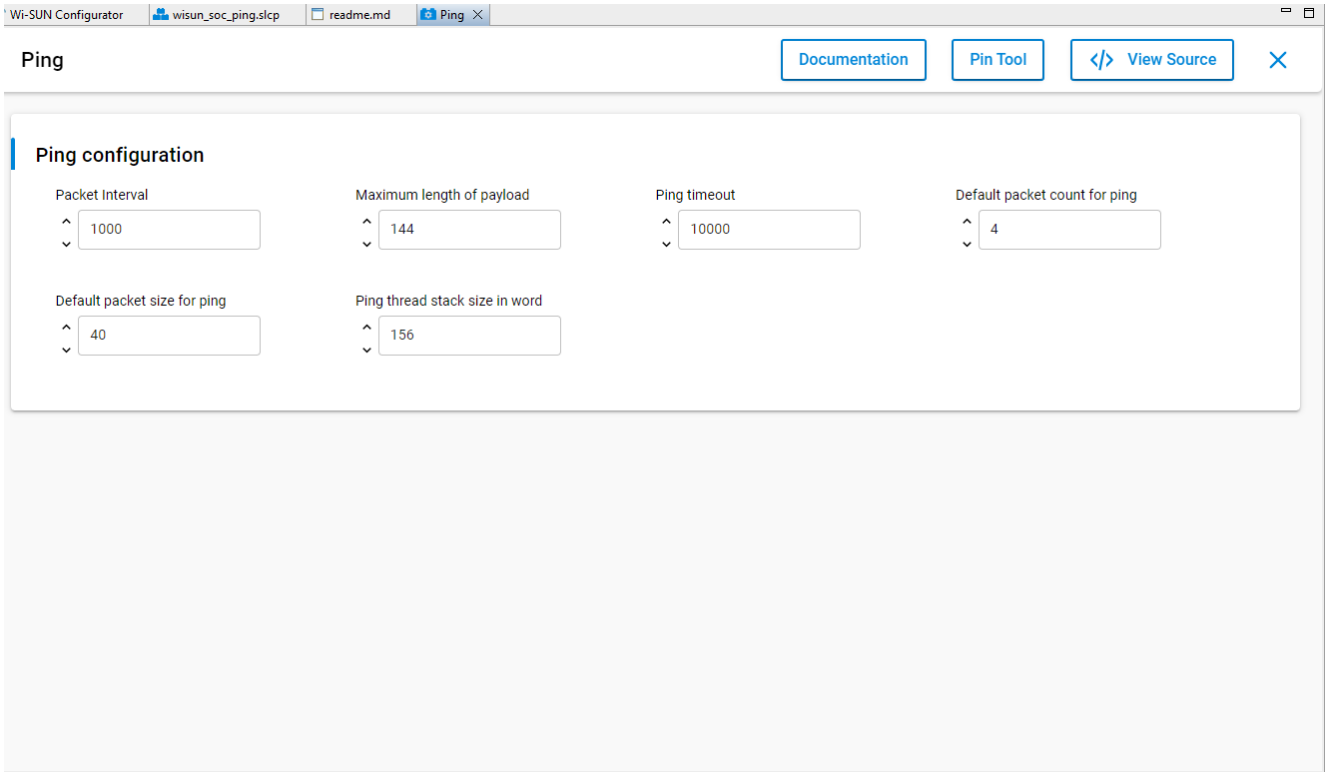 Wi-SUN Configurator wisun_soc_ping.slcp readme.md Ping
Ping Documentation Pin Tool </> View Source
Ping configuration
Packet Interval Maximum length of payload Ping timeout Default packet count for ping
1000 144 10000 4
Default packet size for ping Ping thread stack size in word
40 156